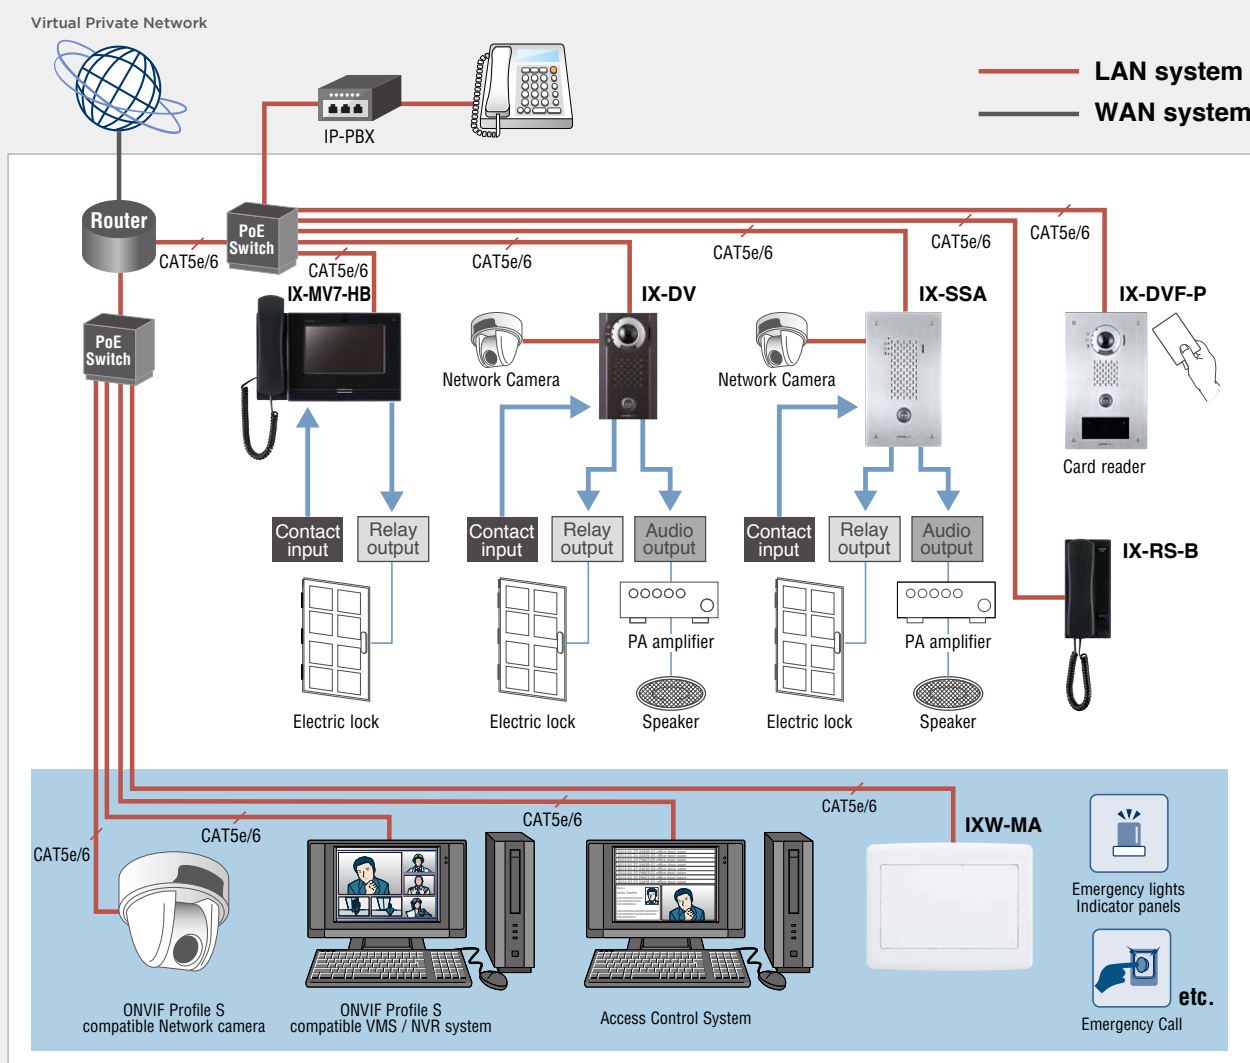 Virtual Private Network
LAN system
WAN system
IP-PBX
Router
PoE
Switch
CAT5e/6
CAT5e/6
CAT5e/6
CAT5e/6
CAT5e/6
CAT5e/6
IX-MV7-HB
IX-DV
IX-SSA
IX-DVF-P
PoE
Switch
Network Camera
Network Camera
Card reader
Contact
input
Relay
output
Contact
input
Relay
output
Audio
output
Contact
input
Relay
output
Audio
output
IX-RS-B
PA amplifier
PA amplifier
Electric lock
Electric lock
Speaker
Electric lock
Speaker
CAT5e/6
CAT5e/6
CAT5e/6
CAT5e/6
IXW-MA
Emergency lights
Indicator panels
etc.
Emergency Call
ONVIF Profile S
compatible Network camera
ONVIF Profile S
compatible VMS / NVR system
Access Control System